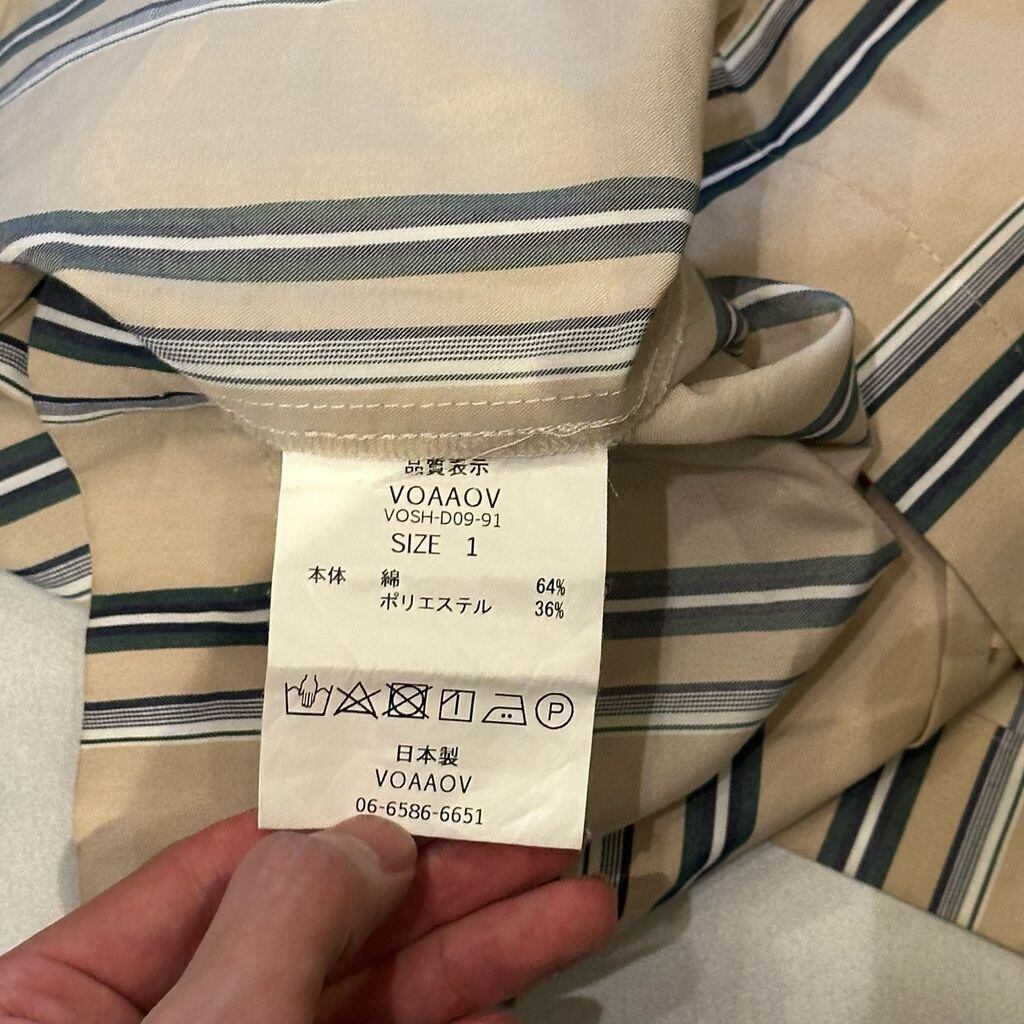 品質表示
VOAAOV
VOSH-D09-91
SIZE 1
本体 綿 64%
ポリエステル 36%
P
日本製
VOAAOV
06-6586-6651